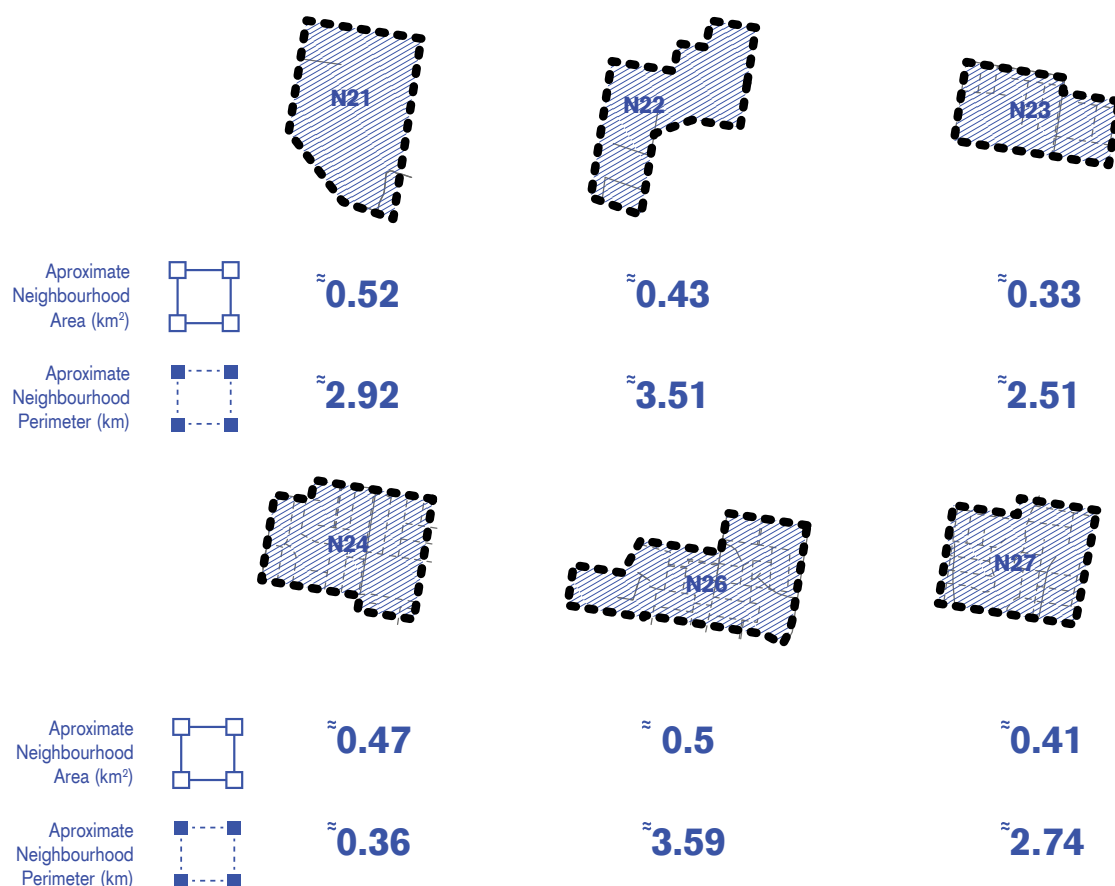 N21
N22
N23
Aproximate
Neighbourhood
Area (km²)
≈0.52
≈0.43
≈0.33
Aproximate
Neighbourhood
Perimeter (km)
≈2.92
≈3.51
≈2.51
N24
N26
N27
Aproximate
Neighbourhood
Area (km²)
≈0.47
≈0.5
≈0.41
Aproximate
Neighbourhood
Perimeter (km)
≈0.36
≈3.59
≈2.74